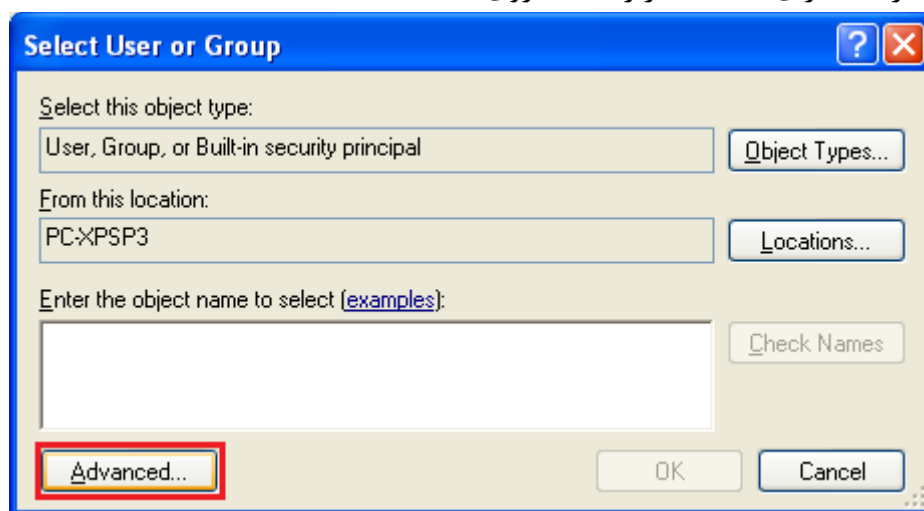 Select User or Group
Select this object type:
User, Group, or Built-in security principal
Object Types...
From this location:
PC-XPSP3
Locations...
Enter the object name to select (examples):
Check Names
Advanced...
OK
Cancel